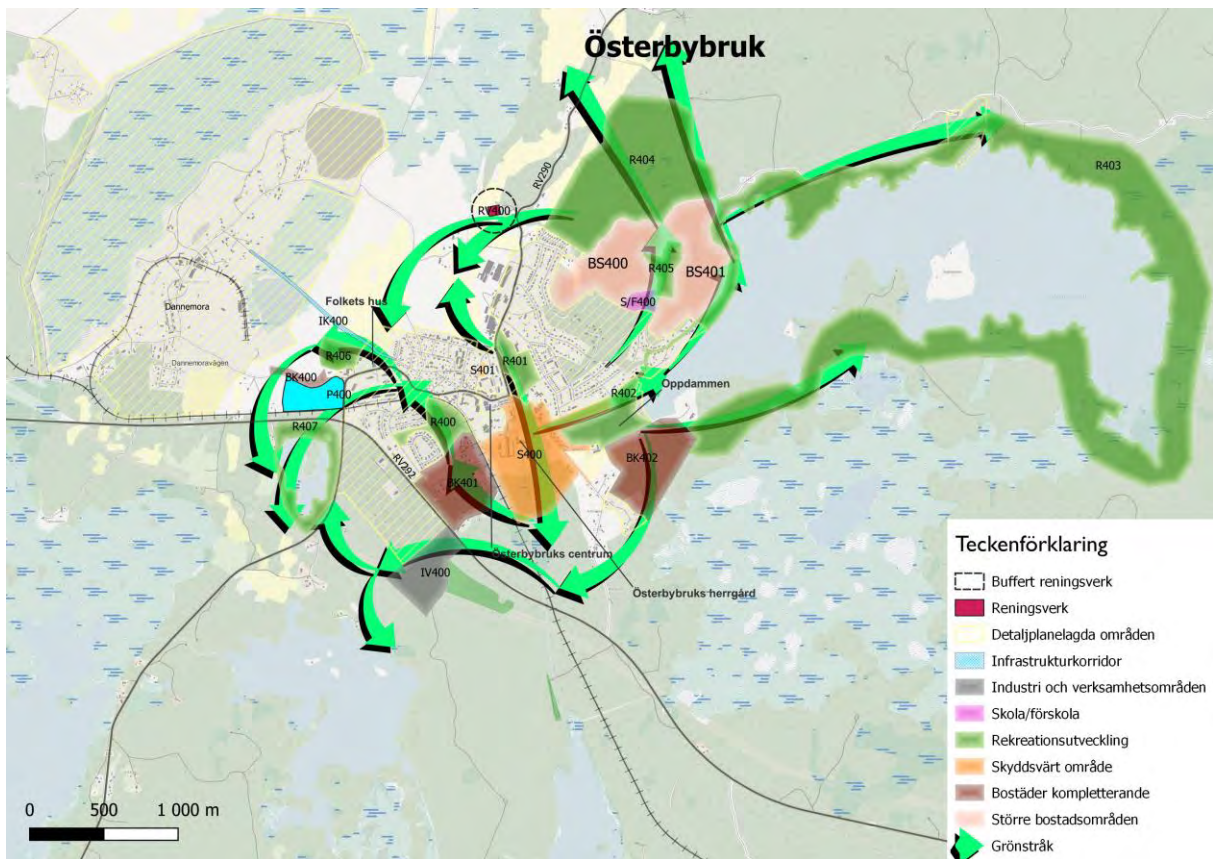 Österbybruk
R404
R403
RV290
RV400
BS400
R405
BS401
S/F400
Dannemora
Folkets hus
IK400
Dannemoravägen
R406
S401
R401
BK400
P400
Oppdammen
R402
R407
R400
RV292
S400
BK402
BK401
Österbybruks centrum
IV400
Österbybruks herrgård
Teckenförklaring
Buffert reningsverk
Reningsverk
Detaljplanelagda områden
Infrastrukturkorridor
Industri och verksamhetsområden
Skola/förskola
Rekreationsutveckling
Skyddsvärt område
Bostäder kompletterande
Större bostadsområden
Grönstråk
0 500 1 000 m